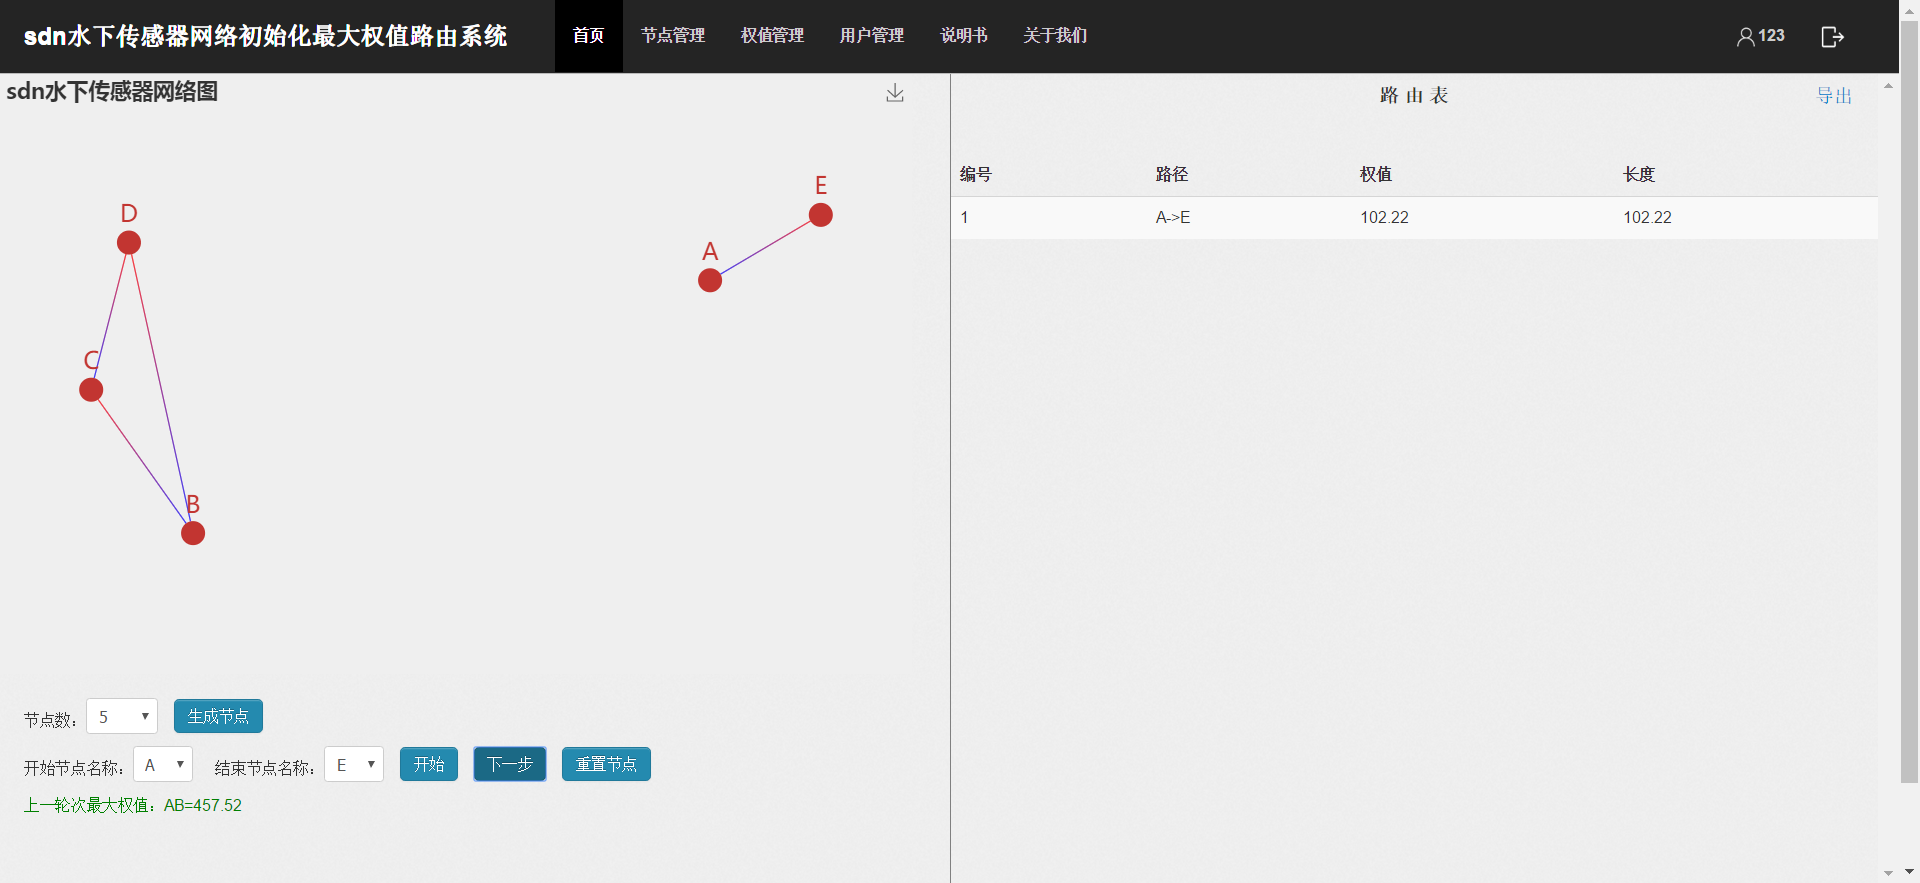 sdn水下传感器网络初始化最大权值路由系统
首页 节点管理 权值管理 用户管理 说明书 关于我们 123
sdn水下传感器网络图
D
E
A
C
B
节点数： 5 生成节点
开始节点名称： A 结束节点名称： E 开始 下一步 重置节点
上一轮次最大权值：AB=457.52
路由表 导出
编号 路径 权值 长度
1 A->E 102.22 102.22